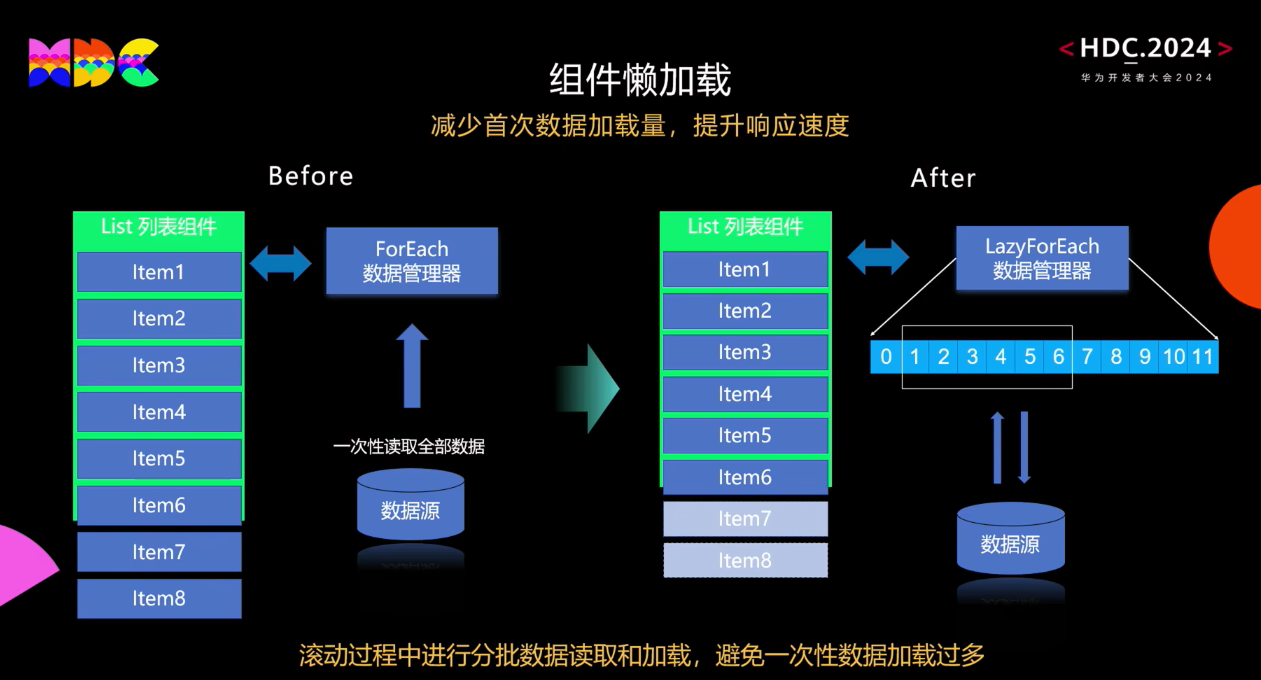 HDC
< HDC.2024 >
华为开发者大会2024
组件懒加载
减少首次数据加载量，提升响应速度
Before
List 列表组件
Item1
Item2
Item3
Item4
Item5
Item6
Item7
Item8
ForEach
数据管理器
一次性读取全部数据
数据源
After
List 列表组件
Item1
Item2
Item3
Item4
Item5
Item6
Item7
Item8
LazyForEach
数据管理器
0 1 2 3 4 5 6 7 8 9 10 11
数据源
滚动过程中进行分批数据读取和加载，避免一次性数据加载过多